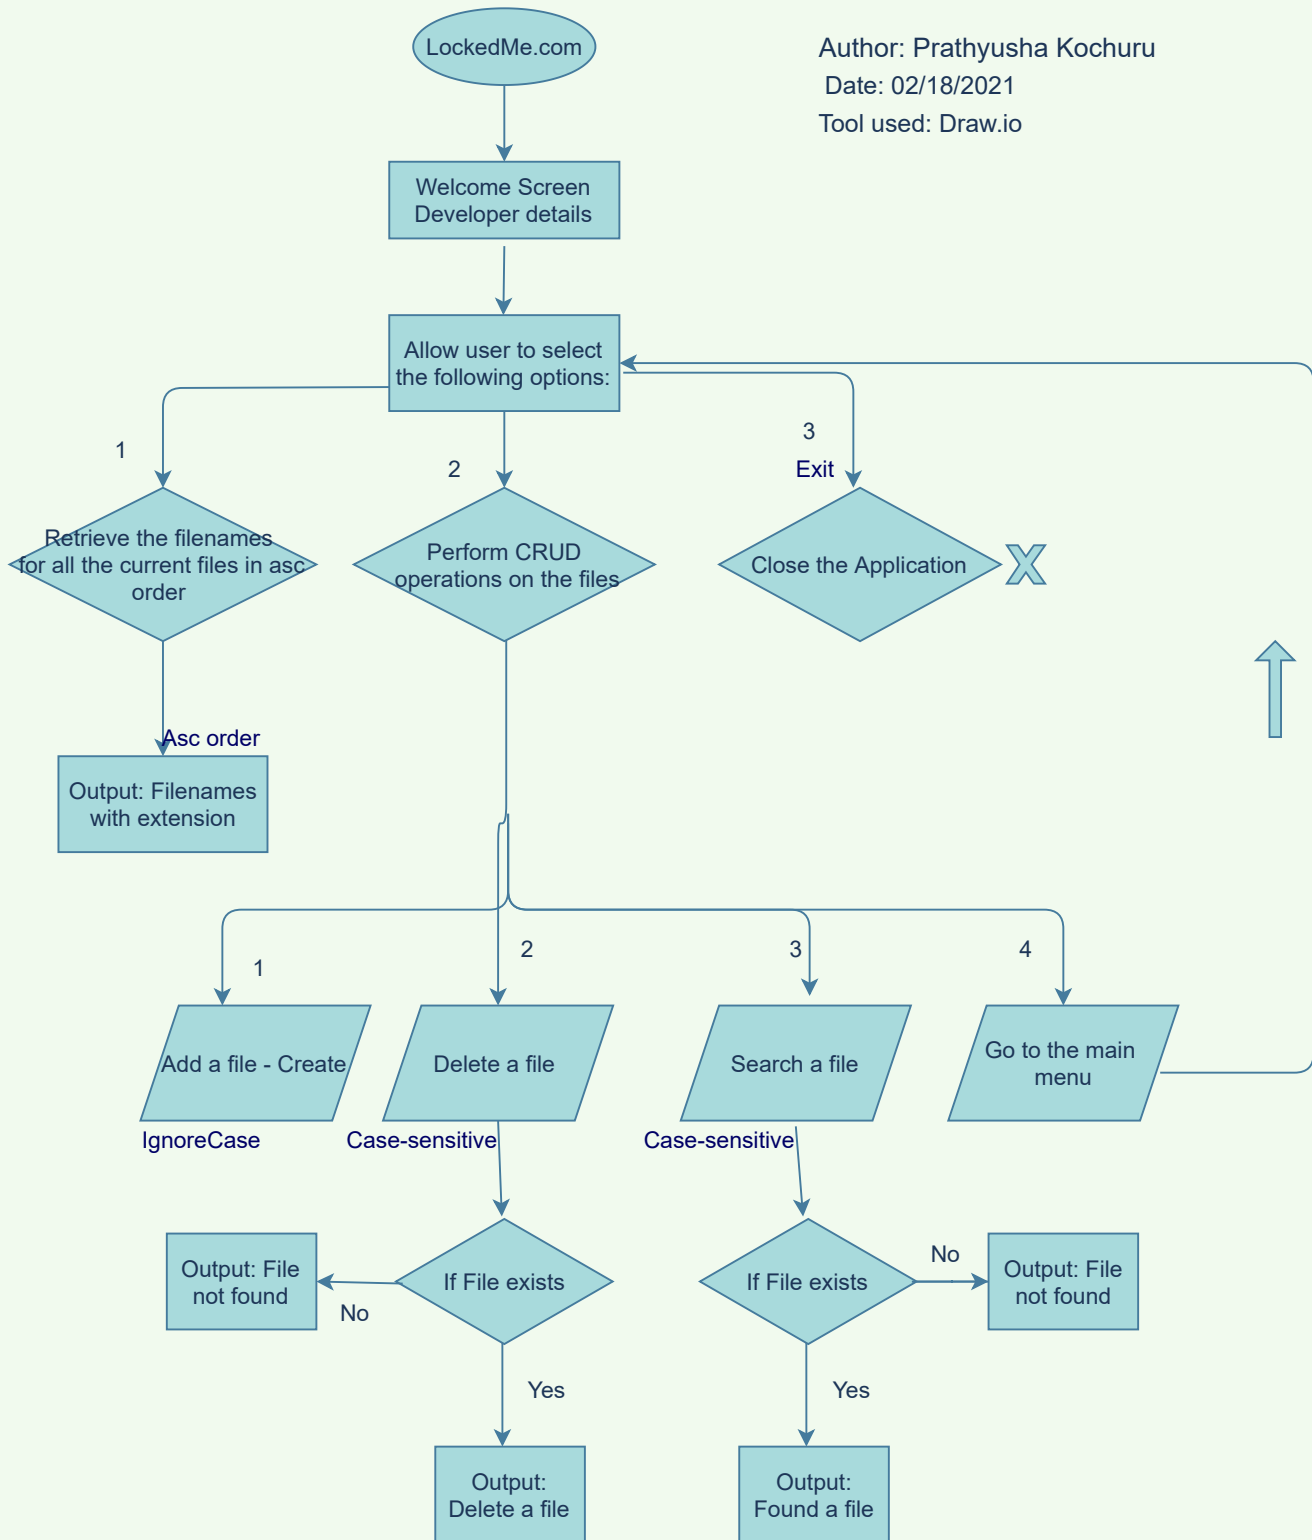 LockedMe.com
Author: Prathyusha Kochuru
Date: 02/18/2021
Tool used: Draw.io
Welcome Screen
Developer details
Allow user to select
the following options:
1
2
3
Exit
Retrieve the filenames
for all the current files in asc
order
Perform CRUD
operations on the files
Close the Application
X
Asc order
Output: Filenames
with extension
1
2
3
4
Add a file - Create
Delete a file
Search a file
Go to the main
menu
IgnoreCase
Case-sensitive
Case-sensitive
Output: File
not found
No
If File exists
If File exists
No
Output: File
not found
Yes
Yes
Output:
Delete a file
Output:
Found a file